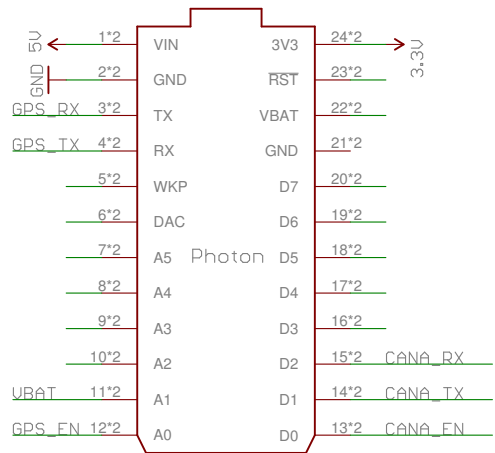 5V 1*2 VIN 3V3 24*2 3.3V
GND 2*2 GND RST 23*2
GPS_RX 3*2 TX VBAT 22*2
GPS_TX 4*2 RX GND 21*2
5*2 WKP D7 20*2
6*2 DAC D6 19*2
7*2 A5 Photon D5 18*2
8*2 A4 D4 17*2
9*2 A3 D3 16*2
10*2 A2 D2 15*2 CANA_RX
VBAT 11*2 A1 D1 14*2 CANA_TX
GPS_EN 12*2 A0 D0 13*2 CANA_EN